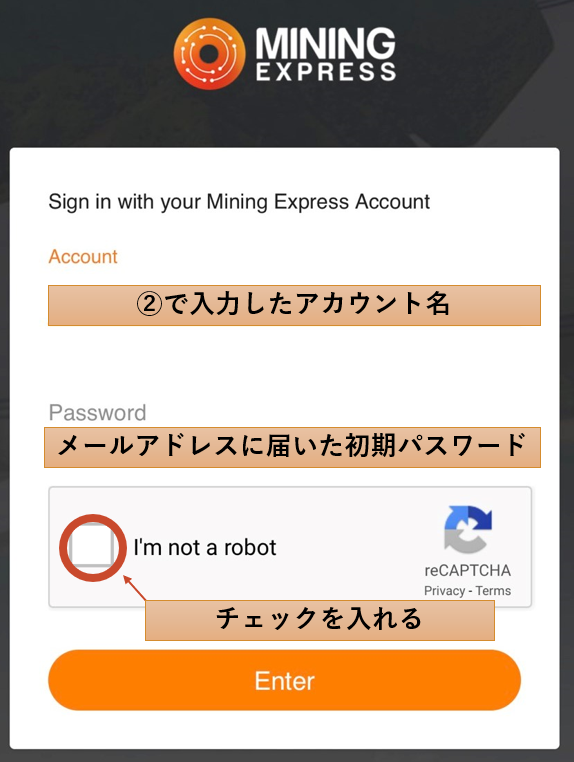 MINING
EXPRESS
Sign in with your Mining Express Account
Account
②で入力したアカウント名
Password
メールアドレスに届いた初期パスワード
I'm not a robot
reCAPTCHA
Privacy - Terms
チェックを入れる
Enter